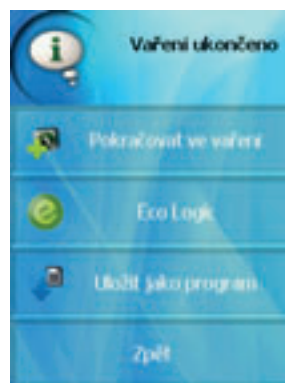 Vaření ukončeno
Pokračovat ve vaření
Eco Logic
Uložit jako program
Zpět